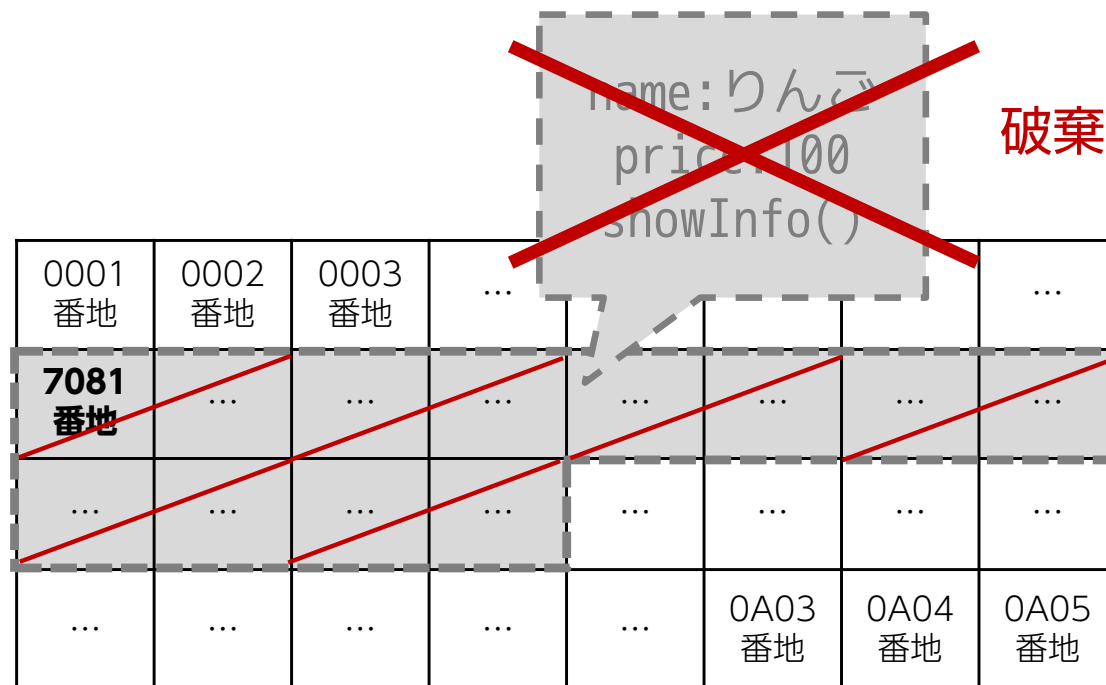 name:りんご
price:100
showInfo()
破棄
0001 0002 0003
番地 番地 番地 … …
7081
番地 … … … … … … …
… … … … … … … …
… … … … … 0A03 0A04 0A05
番地 番地 番地